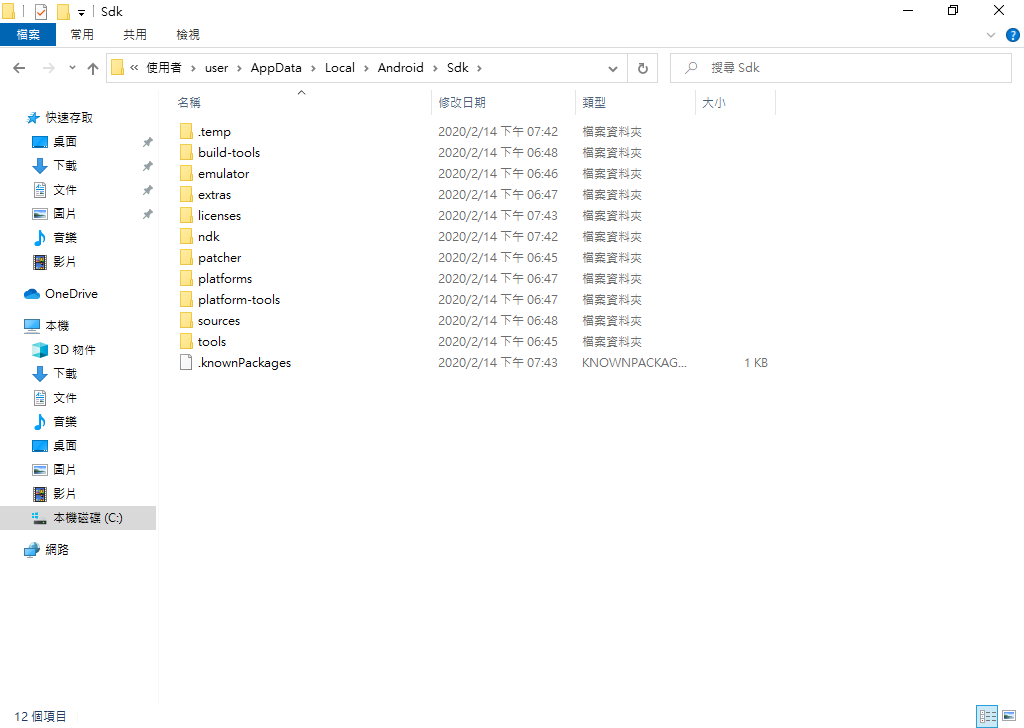 Sdk
檔案 常用 共用 檢視
« 使用者 › user › AppData › Local › Android › Sdk ›
搜尋 Sdk
名稱 修改日期 類型 大小
快速存取
桌面
下載
文件
圖片
音樂
影片
OneDrive
本機
3D 物件
下載
文件
音樂
桌面
圖片
影片
本機磁碟 (C:)
網路
.temp 2020/2/14 下午 07:42 檔案資料夾
build-tools 2020/2/14 下午 06:48 檔案資料夾
emulator 2020/2/14 下午 06:46 檔案資料夾
extras 2020/2/14 下午 06:47 檔案資料夾
licenses 2020/2/14 下午 07:43 檔案資料夾
ndk 2020/2/14 下午 07:42 檔案資料夾
patcher 2020/2/14 下午 06:45 檔案資料夾
platforms 2020/2/14 下午 06:47 檔案資料夾
platform-tools 2020/2/14 下午 06:47 檔案資料夾
sources 2020/2/14 下午 06:48 檔案資料夾
tools 2020/2/14 下午 06:45 檔案資料夾
.knownPackages 2020/2/14 下午 07:43 KNOWNPACKAG... 1 KB
12 個項目